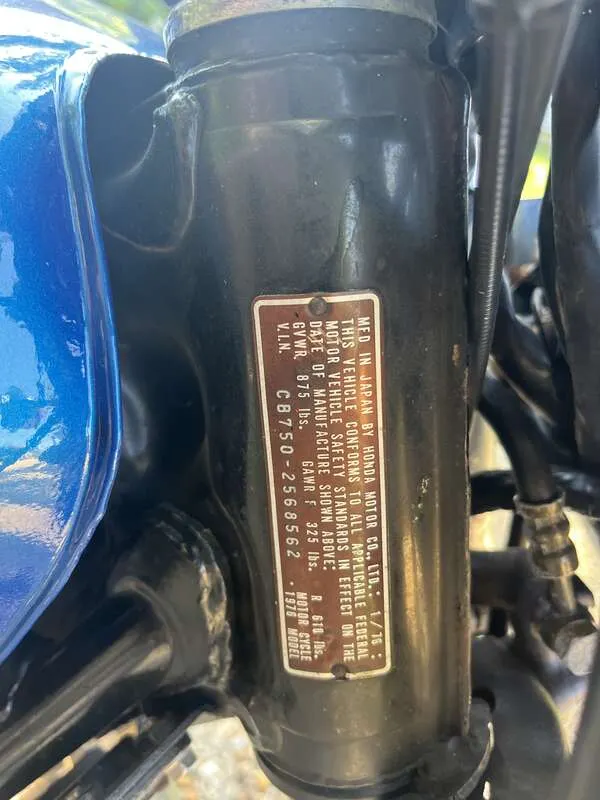 MFD IN JAPAN BY HONDA MOTOR CO., LTD.: 1/76 :
THIS VEHICLE CONFORMS TO ALL APPLICABLE FEDERAL
MOTOR VEHICLE SAFETY STANDARDS IN EFFECT ON THE
DATE OF MANUFACTURE SHOWN ABOVE:
GVWR 875 lbs. GAWR F 325 lbs. R 610 lbs.
V.I.N. CB750-2568562 · MOTOR CYCLE
· 1976 MODEL